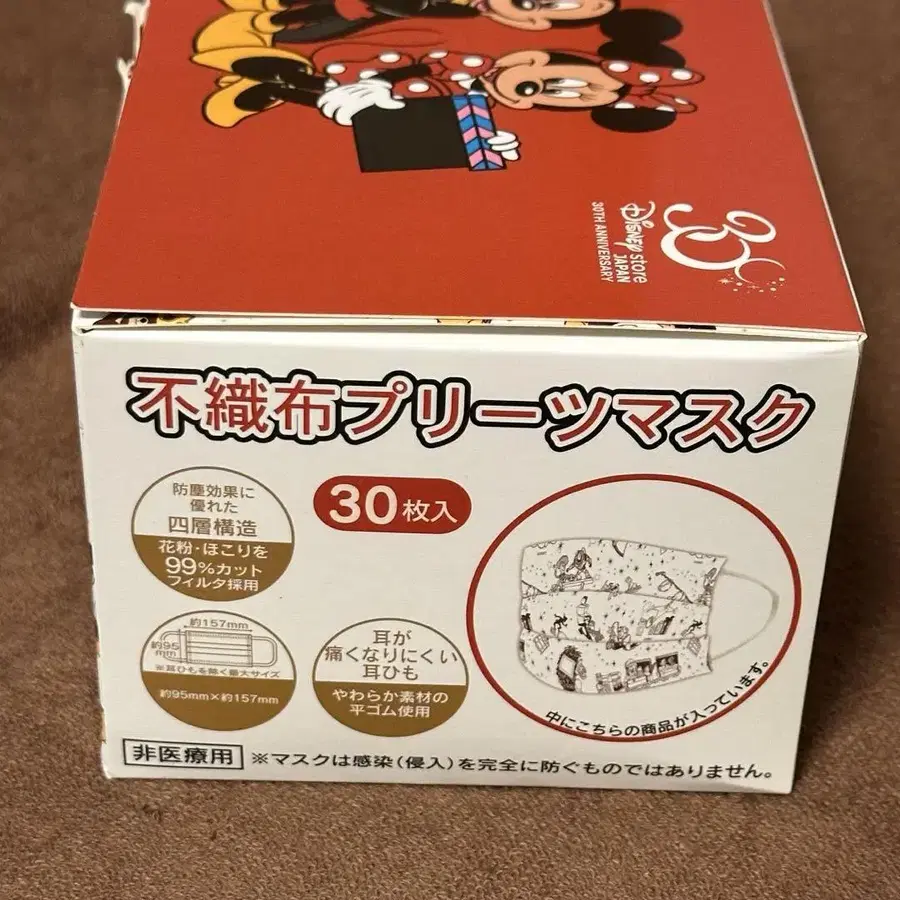 30
Disney store
JAPAN
30TH ANNIVERSARY
不織布プリーツマスク
防塵効果に
優れた
四層構造
花粉・ほこりを
99%カット
フィルタ採用
30枚入
約157mm
約95
mm
※耳ひもを除く最大サイズ
約95mm×約157mm
耳が
痛くなりにくい
耳ひも
やわらか素材の
平ゴム使用
中にこちらの商品が入っています。
非医療用
※マスクは感染(侵入)を完全に防ぐものではありません。